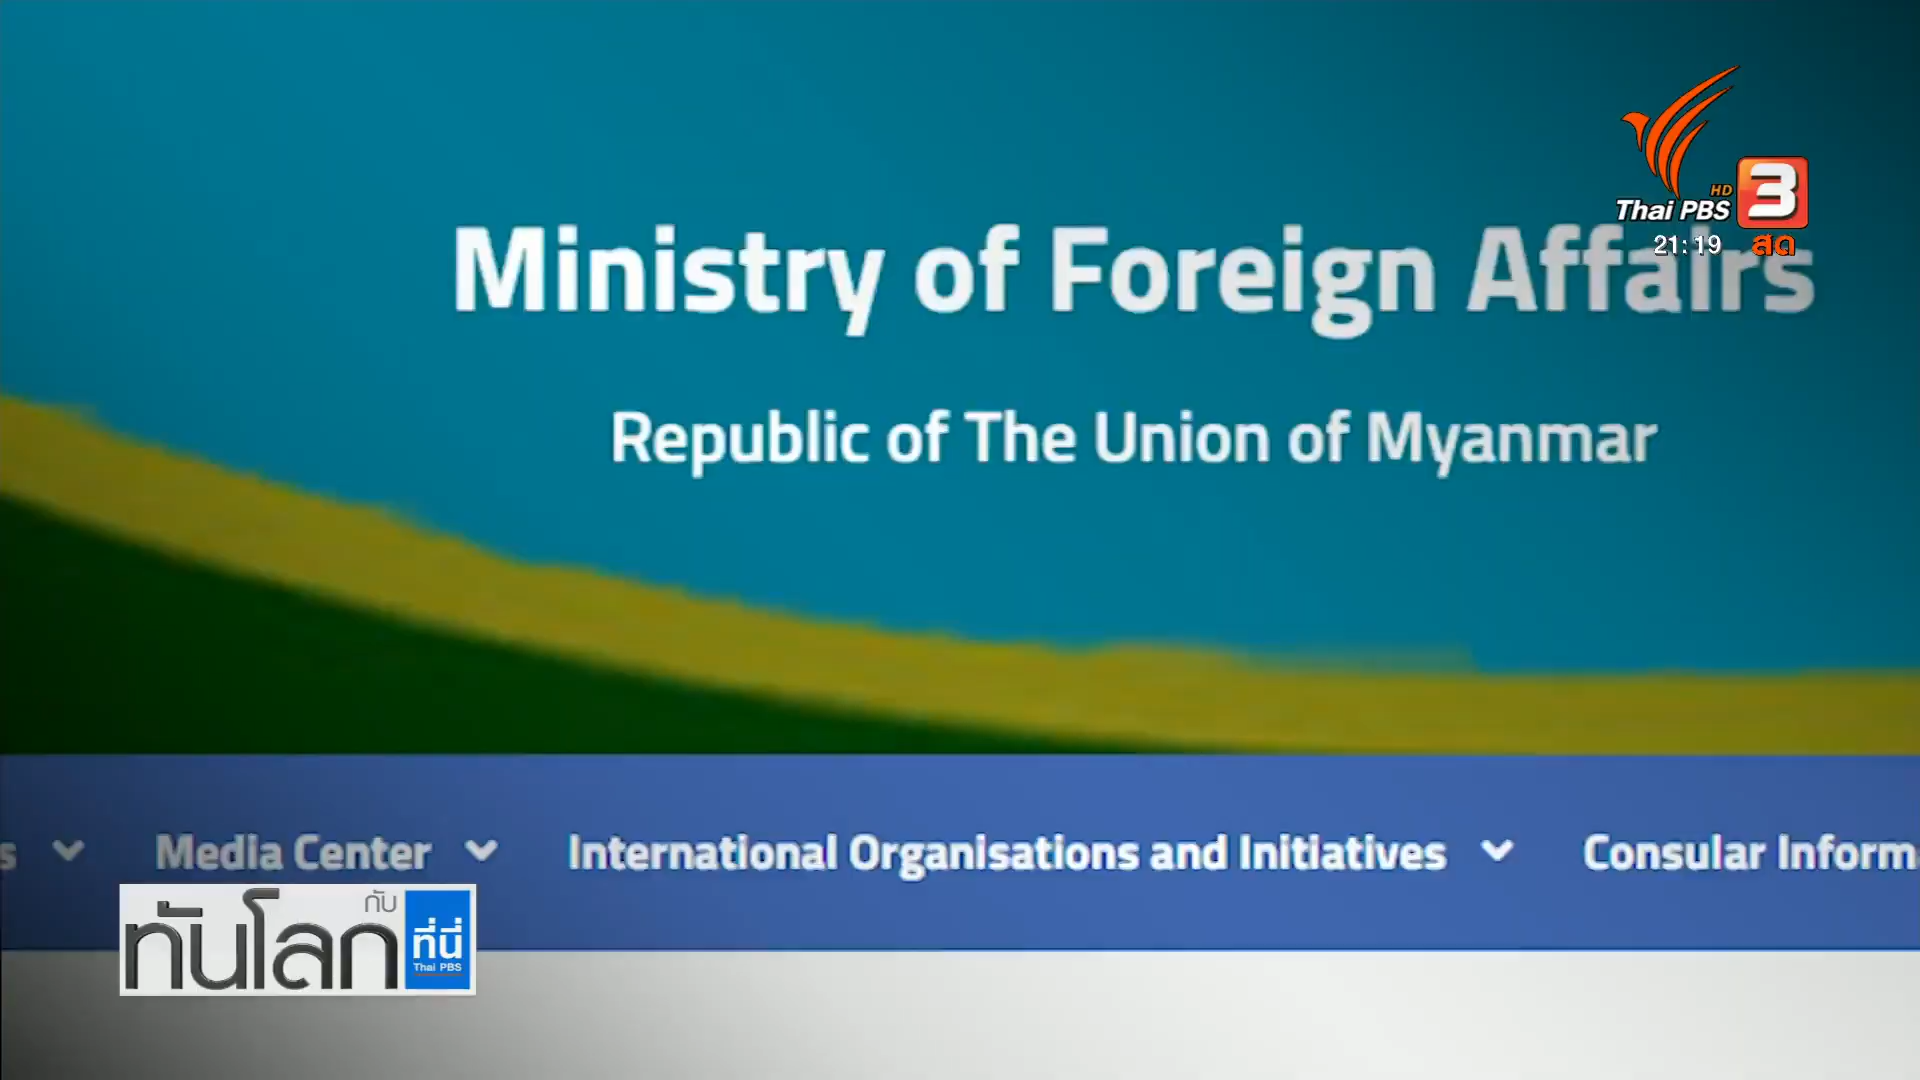 HD
Thai PBS 3
21:19 สด
Ministry of Foreign Affairs
Republic of The Union of Myanmar
s Media Center International Organisations and Initiatives Consular Inform
ทันโลก กับ ที่นี่
Thai PBS